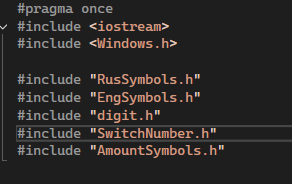 #pragma once
#include <iostream>
#include <Windows.h>
#include "RusSymbols.h"
#include "EngSymbols.h"
#include "digit.h"
#include "SwitchNumber.h"
#include "AmountSymbols.h"